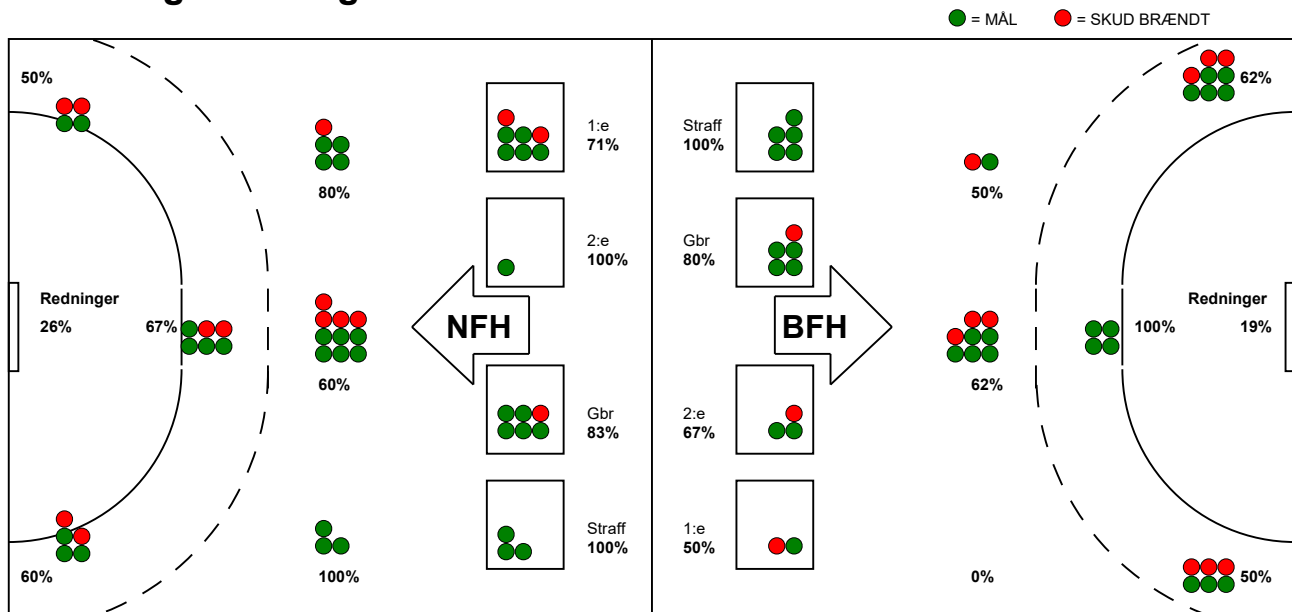 = MÅL
= SKUD BRÆNDT
50%
80%
1:e
71%
2:e
100%
Redninger
26%
67%
60%
NFH
Gbr
83%
Straff
100%
60%
100%
Straff
100%
62%
50%
Gbr
80%
BFH
Redninger
19%
100%
62%
2:e
67%
1:e
50%
0%
50%